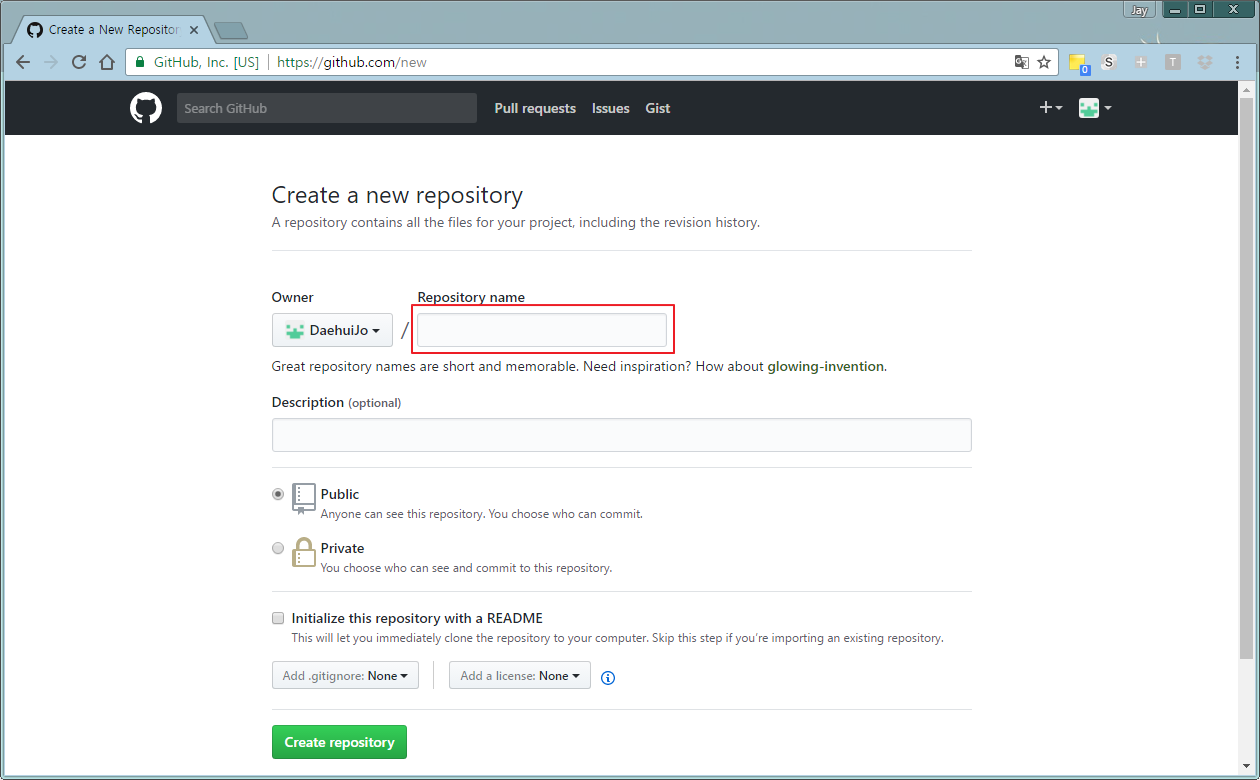 Jay
Create a New Repositor
GitHub, Inc. [US] | https://github.com/new
0
S
T
Search GitHub
Pull requests Issues Gist
Create a new repository
A repository contains all the files for your project, including the revision history.
Owner Repository name
DaehuiJo /
Great repository names are short and memorable. Need inspiration? How about glowing-invention.
Description (optional)
Public
Anyone can see this repository. You choose who can commit.
Private
You choose who can see and commit to this repository.
Initialize this repository with a README
This will let you immediately clone the repository to your computer. Skip this step if you're importing an existing repository.
Add .gitignore: None Add a license: None
Create repository